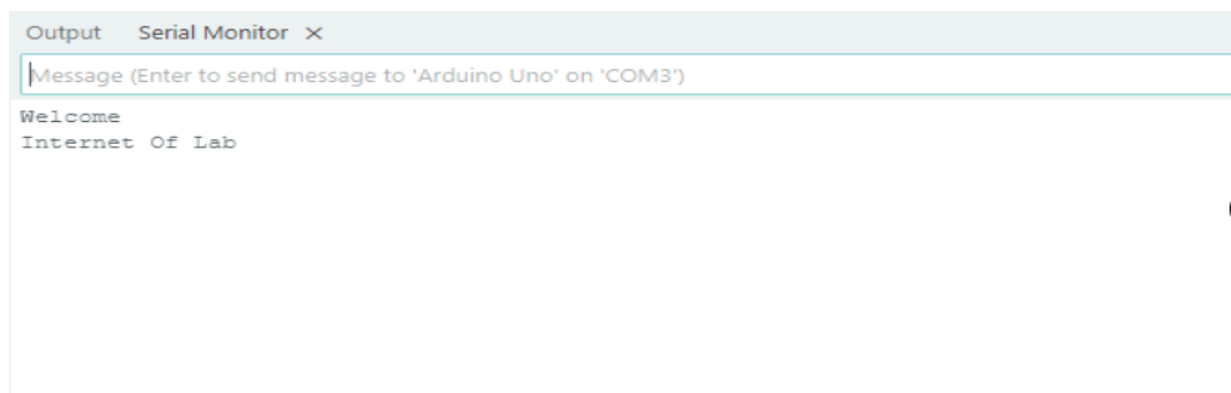 Output Serial Monitor ×
Message (Enter to send message to 'Arduino Uno' on 'COM3')
Welcome
Internet Of Lab